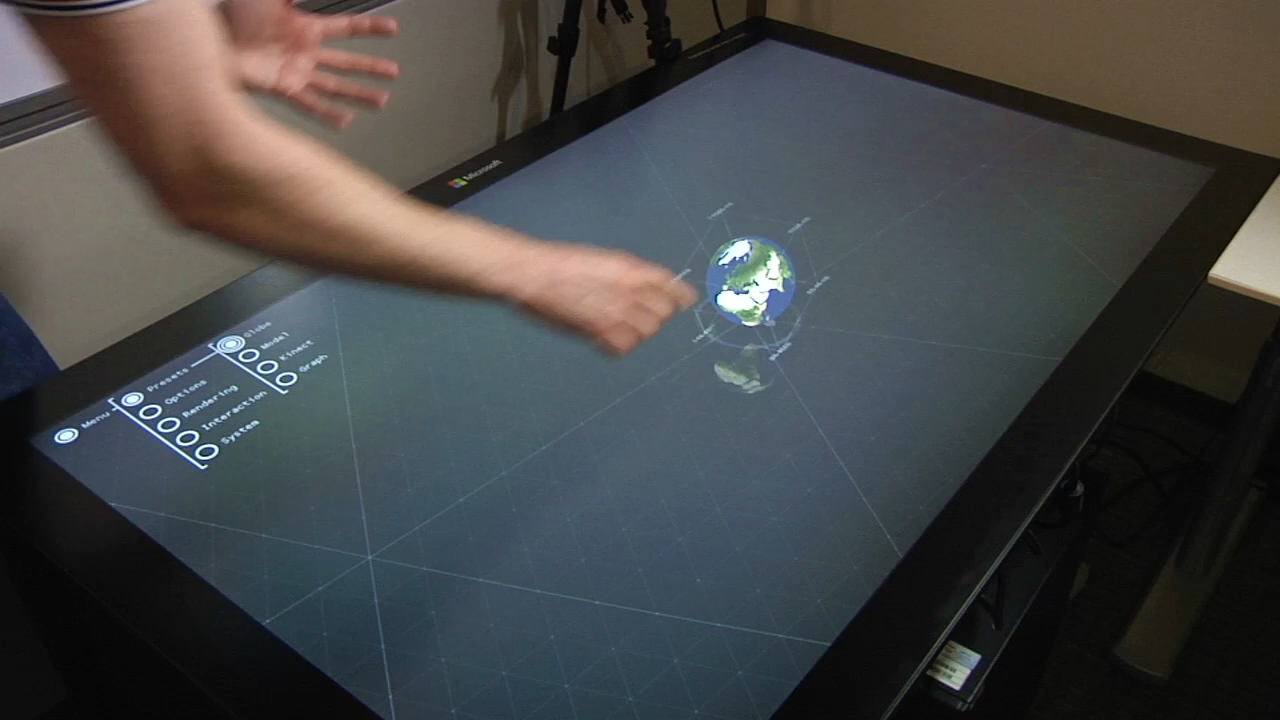 Microsoft
Globe
Model
Kinect
Graph
Presets
Options
Rendering
Interaction
System
Menu